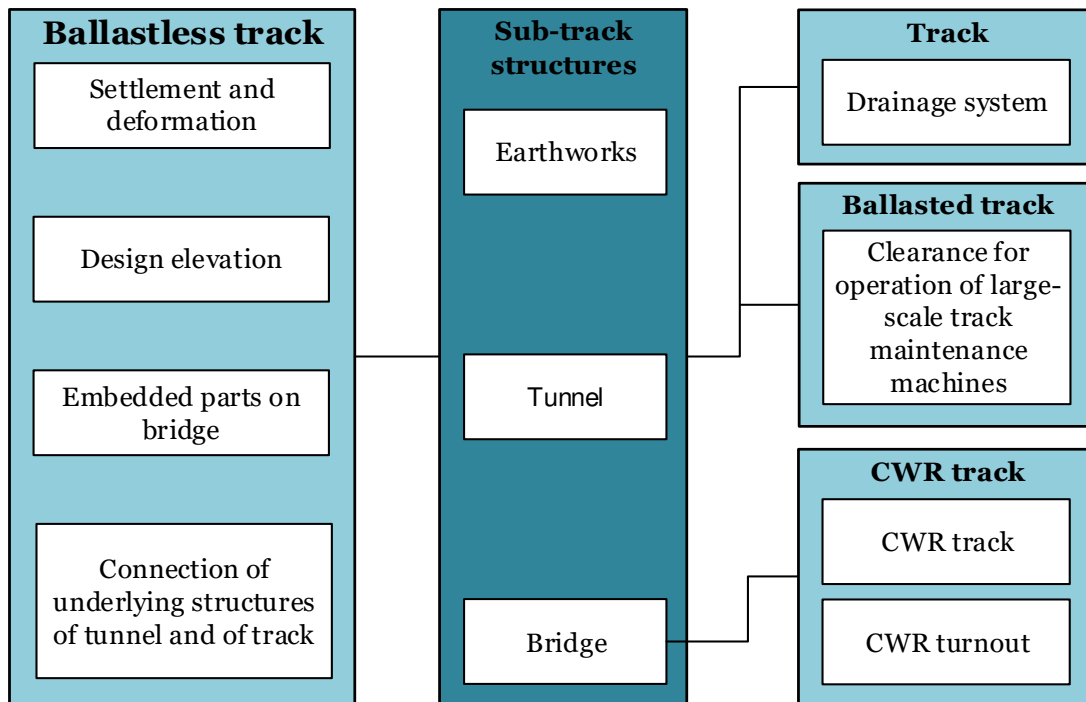 Ballastless track
Settlement and
deformation
Design elevation
Embedded parts on
bridge
Connection of
underlying structures
of tunnel and of track
Sub-track
structures
Earthworks
Tunnel
Bridge
Track
Drainage system
Ballasted track
Clearance for
operation of large-
scale track
maintenance
machines
CWR track
CWR track
CWR turnout